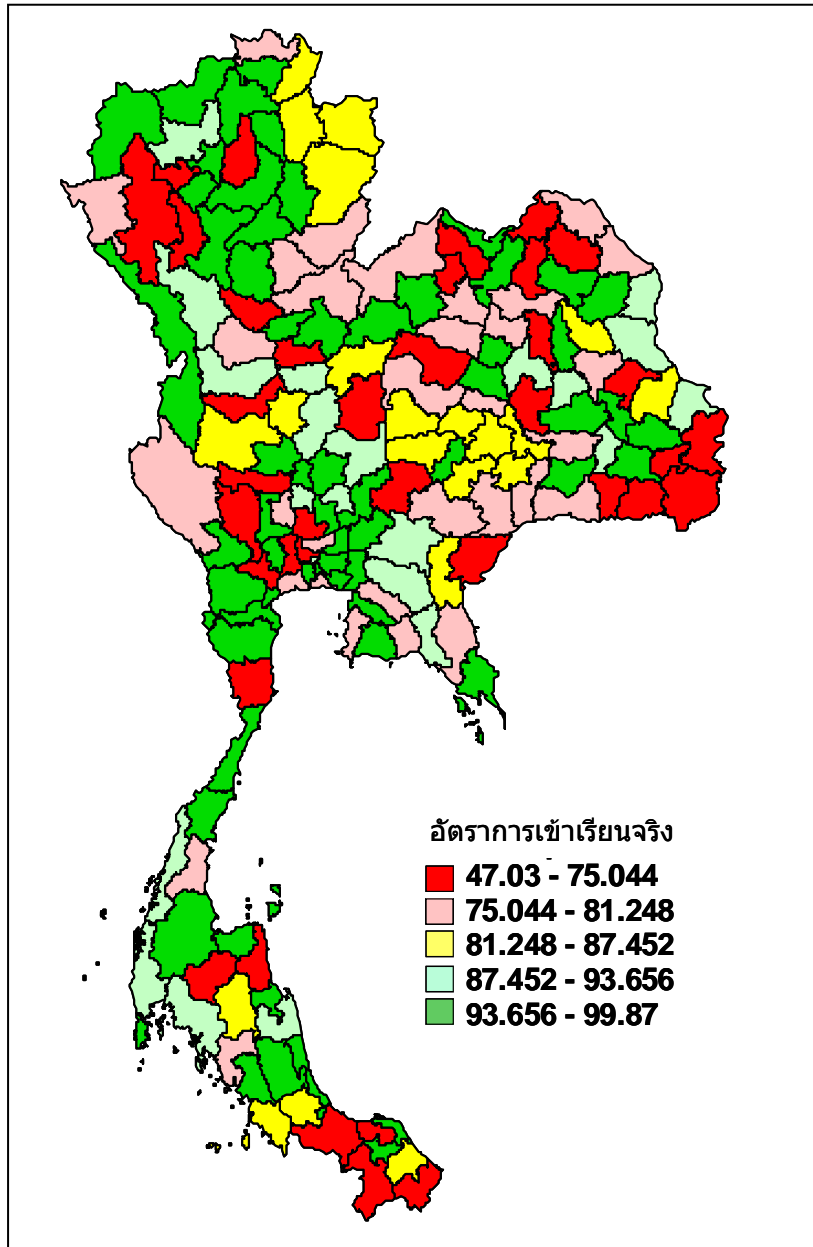 อัตราการเข้าเรียนจริง
47.03 - 75.044
75.044 - 81.248
81.248 - 87.452
87.452 - 93.656
93.656 - 99.87